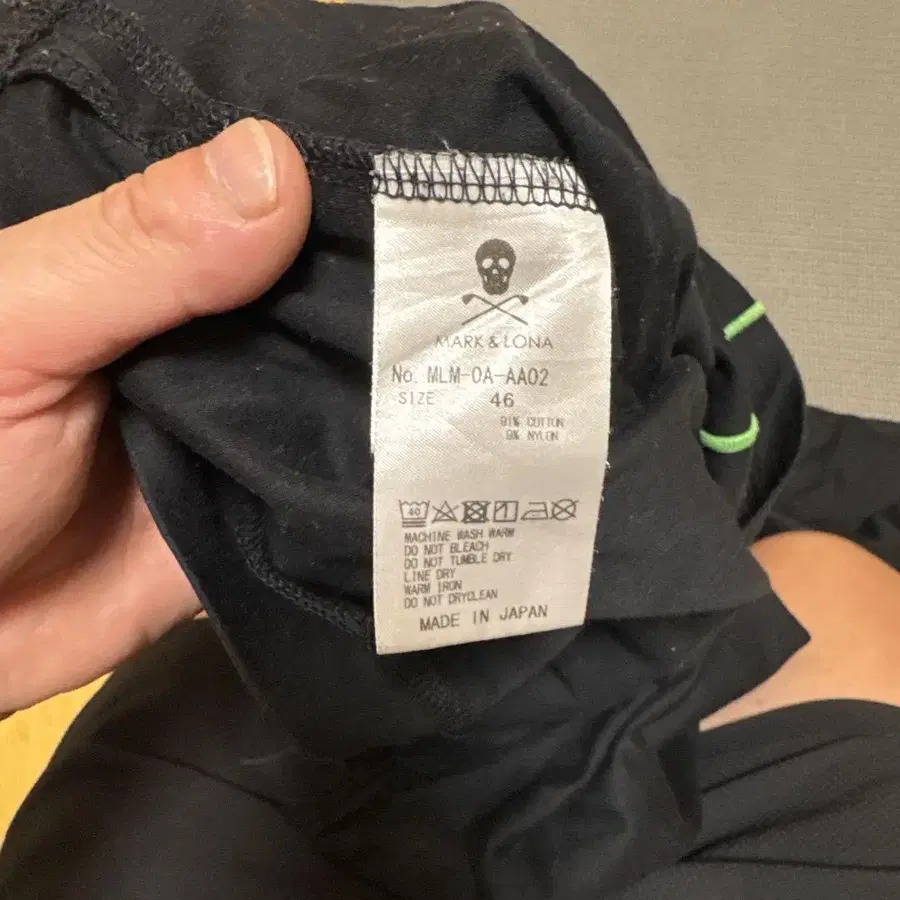 MARK & LONA
No. MLM-0A-AA02
SIZE 46
91% COTTON
9% NYLON
40
MACHINE WASH WARM
DO NOT BLEACH
DO NOT TUMBLE DRY
LINE DRY
WARM IRON
DO NOT DRYCLEAN
MADE IN JAPAN